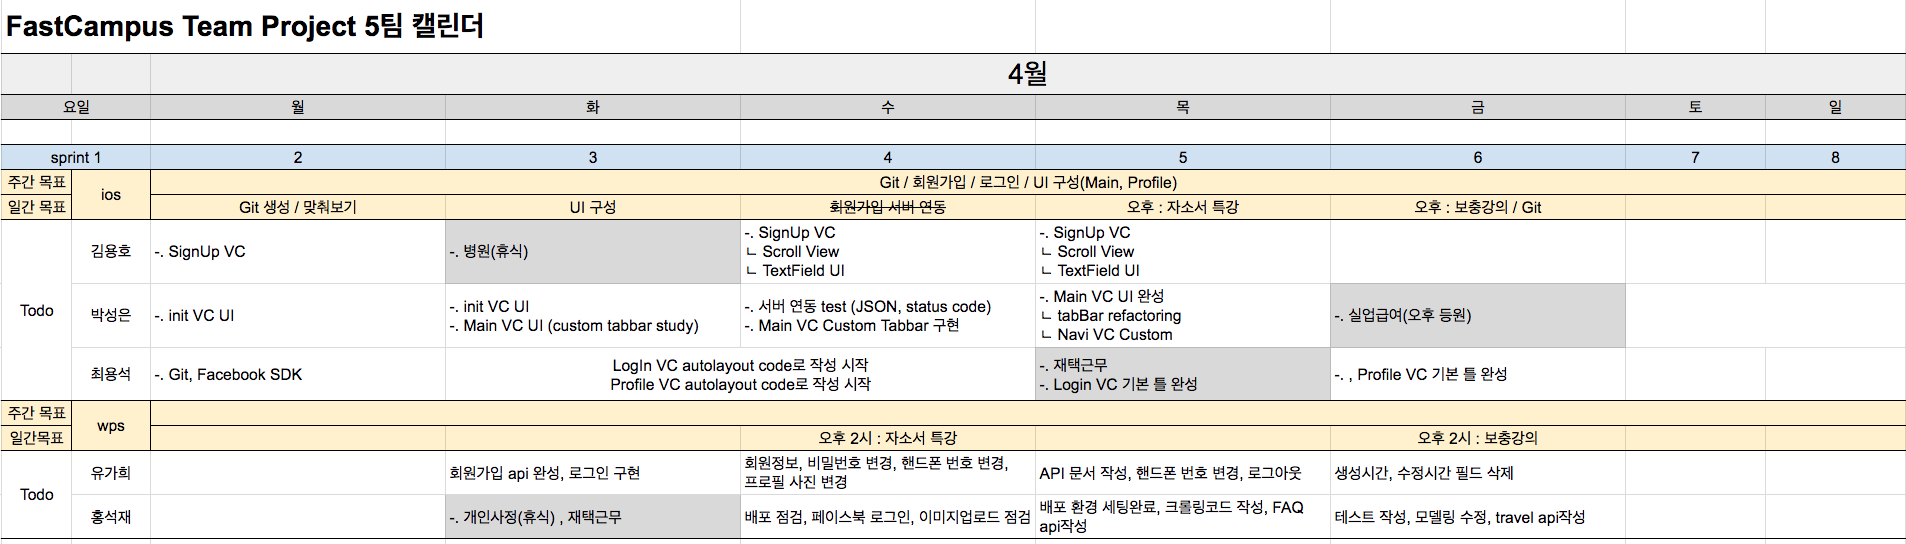 FastCampus Team Project 5팀 캘린더
4월
요일 월 화 수 목 금 토 일
sprint 1 2 3 4 5 6 7 8
주간 목표 ios Git / 회원가입 / 로그인 / UI 구성(Main, Profile)
일간 목표 Git 생성 / 맞춰보기 UI 구성 회원가입 서버 연동 오후 : 자소서 특강 오후 : 보충강의 / Git
Todo
김용호
-. SignUp VC
-. 병원(휴식)
-. SignUp VC
ㄴ Scroll View
ㄴ TextField UI
-. SignUp VC
ㄴ Scroll View
ㄴ TextField UI
박성은
-. init VC UI
-. init VC UI
-. Main VC UI (custom tabbar study)
-. 서버 연동 test (JSON, status code)
-. Main VC Custom Tabbar 구현
-. Main VC UI 완성
ㄴ tabBar refactoring
ㄴ Navi VC Custom
-. 실업급여(오후 등원)
최용석
-. Git, Facebook SDK
LogIn VC autolayout code로 작성 시작
Profile VC autolayout code로 작성 시작
-. 재택근무
-. Login VC 기본 틀 완성
-. , Profile VC 기본 틀 완성
주간 목표 wps
일간목표 오후 2시 : 자소서 특강 오후 2시 : 보충강의
Todo
유가희
회원가입 api 완성, 로그인 구현
회원정보, 비밀번호 변경, 핸드폰 번호 변경,
프로필 사진 변경
API 문서 작성, 핸드폰 번호 변경, 로그아웃
생성시간, 수정시간 필드 삭제
홍석재
-. 개인사정(휴식) , 재택근무
배포 점검, 페이스북 로그인, 이미지업로드 점검
배포 환경 세팅완료, 크롤링코드 작성, FAQ
api작성
테스트 작성, 모델링 수정, travel api작성